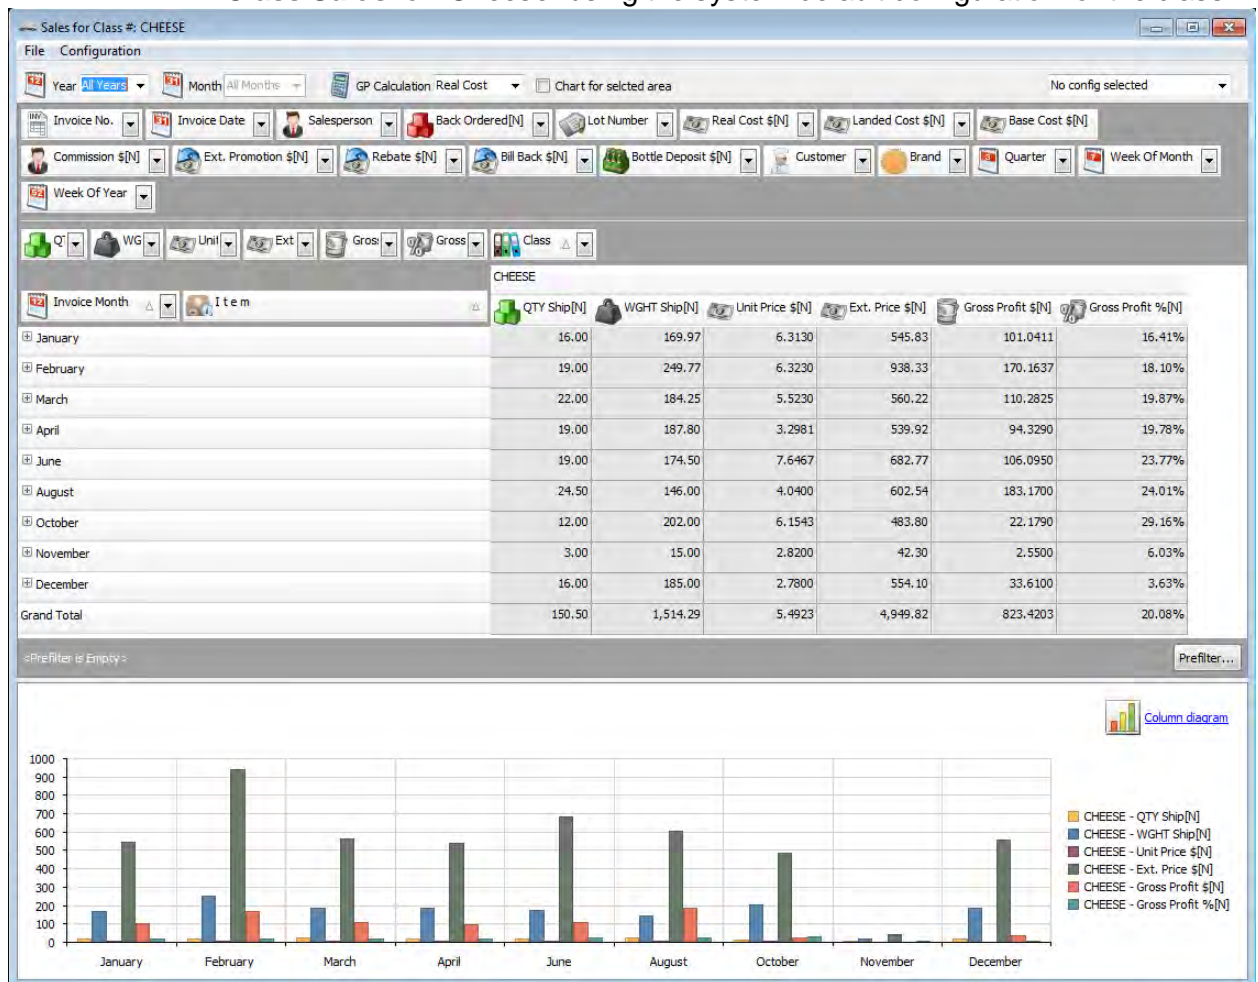 Sales for Class #: CHEESE
File Configuration
Year All Years Month All Months GP Calculation Real Cost Chart for selcted area No config selected
Invoice No. Invoice Date Salesperson Back Ordered[N] Lot Number Real Cost $[N] Landed Cost $[N] Base Cost $[N]
Commission $[N] Ext. Promotion $[N] Rebate $[N] Bill Back $[N] Bottle Deposit $[N] Customer Brand Quarter Week Of Month
Week Of Year
WG Unit Ext Gros Gross Class
CHEESE
Invoice Month Item QTY Ship[N] WGHT Ship[N] Unit Price $[N] Ext. Price $[N] Gross Profit $[N] Gross Profit %[N]
January 16.00 169.97 6.3130 545.83 101.0411 16.41%
February 19.00 249.77 6.3230 938.33 170.1637 18.10%
March 22.00 184.25 5.5230 560.22 110.2825 19.87%
April 19.00 187.80 3.2981 539.92 94.3290 19.78%
June 19.00 174.50 7.6467 682.77 106.0950 23.77%
August 24.50 146.00 4.0400 602.54 183.1700 24.01%
October 12.00 202.00 6.1543 483.80 22.1790 29.16%
November 3.00 15.00 2.8200 42.30 2.5500 6.03%
December 16.00 185.00 2.7800 554.10 33.6100 3.63%
Grand Total 150.50 1,514.29 5.4923 4,949.82 823.4203 20.08%
<Prefilter is Empty> Prefilter...
Column diagram
1000
900
800
700
600
500
400
300
200
100
0
January February March April June August October November December
CHEESE - QTY Ship[N]
CHEESE - WGHT Ship[N]
CHEESE - Unit Price $[N]
CHEESE - Ext. Price $[N]
CHEESE - Gross Profit $[N]
CHEESE - Gross Profit %[N]